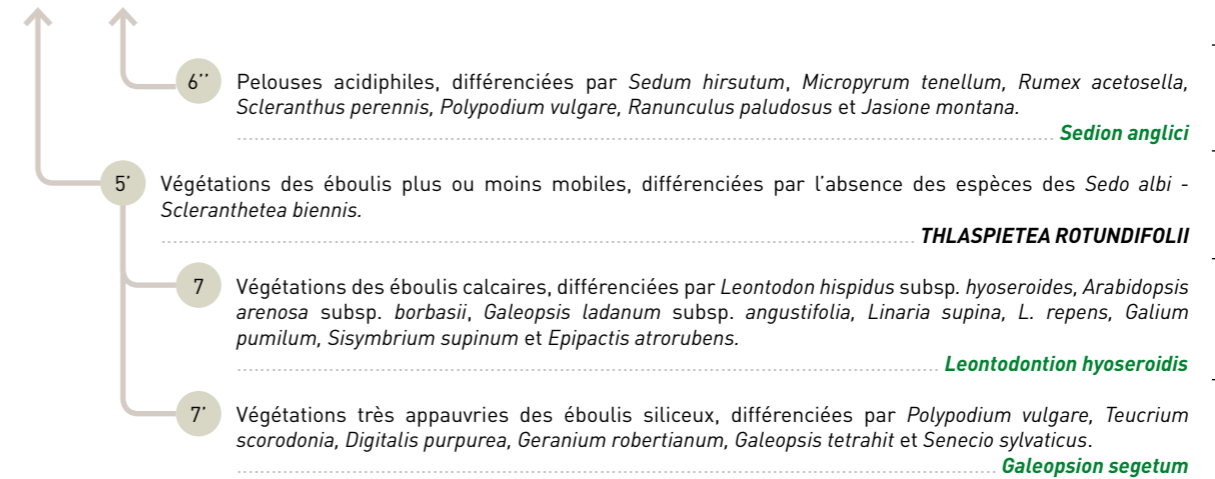 6’’ Pelouses acidiphiles, différenciées par Sedum hirsutum, Micropyrum tenellum, Rumex acetosella,
Scleranthus perennis, Polypodium vulgare, Ranunculus paludosus et Jasione montana.
Sedion anglici
5’ Végétations des éboulis plus ou moins mobiles, différenciées par l’absence des espèces des Sedo albi -
Scleranthetea biennis.
THLASPIETEA ROTUNDIFOLII
7 Végétations des éboulis calcaires, différenciées par Leontodon hispidus subsp. hyoseroides, Arabidopsis
arenosa subsp. borbasii, Galeopsis ladanum subsp. angustifolia, Linaria supina, L. repens, Galium
pumilum, Sisymbrium supinum et Epipactis atrorubens.
Leontodontion hyoseroidis
7’ Végétations très appauvries des éboulis siliceux, différenciées par Polypodium vulgare, Teucrium
scorodonia, Digitalis purpurea, Geranium robertianum, Galeopsis tetrahit et Senecio sylvaticus.
Galeopsion segetum